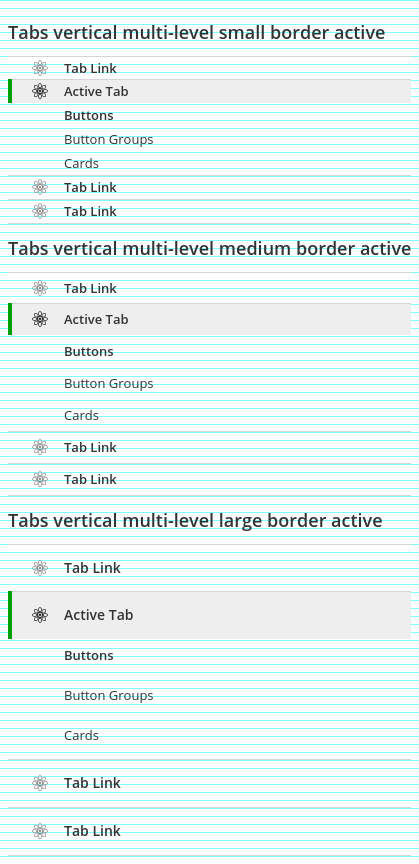 Tabs vertical multi-level small border active
Tab Link
Active Tab
Buttons
Button Groups
Cards
Tab Link
Tab Link
Tabs vertical multi-level medium border active
Tab Link
Active Tab
Buttons
Button Groups
Cards
Tab Link
Tab Link
Tabs vertical multi-level large border active
Tab Link
Active Tab
Buttons
Button Groups
Cards
Tab Link
Tab Link